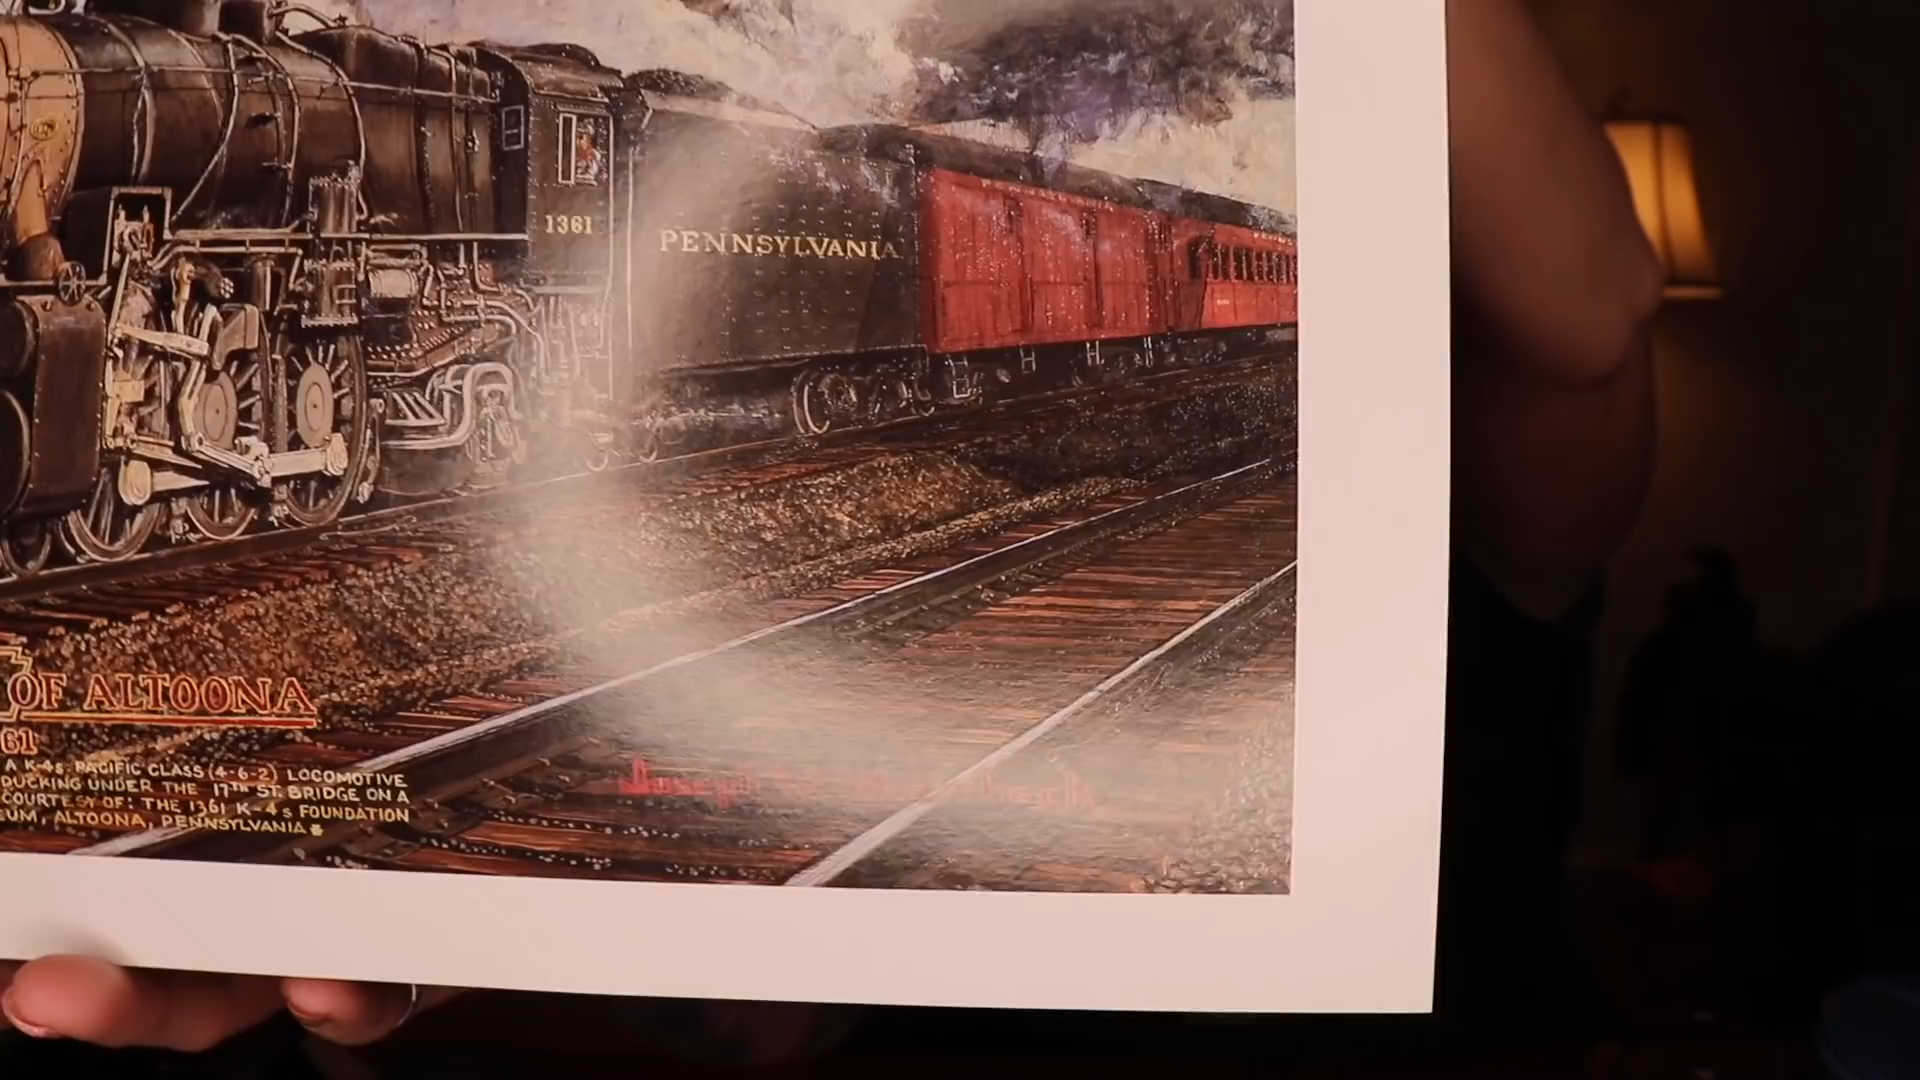 1361
PENNSYLVANIA
OF ALTOONA
61
A K-4s PACIFIC CLASS (4-6-2) LOCOMOTIVE
DUCKING UNDER THE 17TH ST. BRIDGE ON A
COURTESY OF: THE 1361 K-4s FOUNDATION
EUM, ALTOONA, PENNSYLVANIA